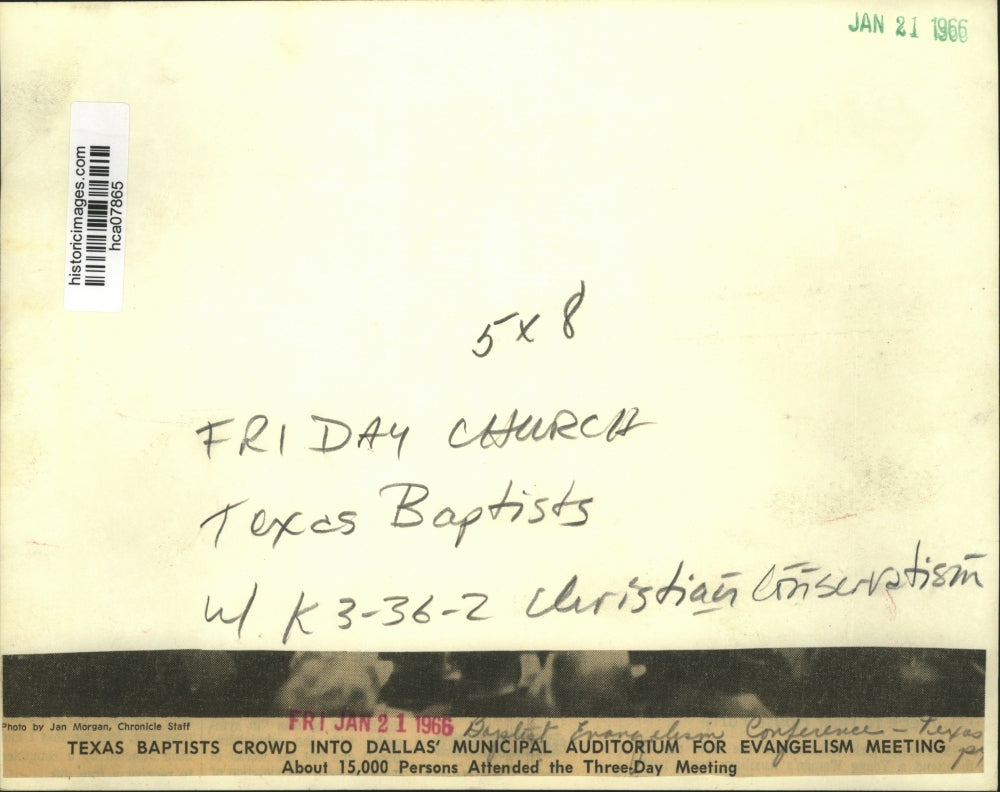 JAN 21 1966
historicimages.com
hca07865
5x8
FRIDAY CHURCH
Texas Baptists
w/ K3-36-2 Christian Conservatism
Photo by Jan Morgan, Chronicle Staff
FRI JAN 21 1966
Baptist Evangelism Conference - Texas
TEXAS BAPTISTS CROWD INTO DALLAS' MUNICIPAL AUDITORIUM FOR EVANGELISM MEETING
About 15,000 Persons Attended the Three-Day Meeting